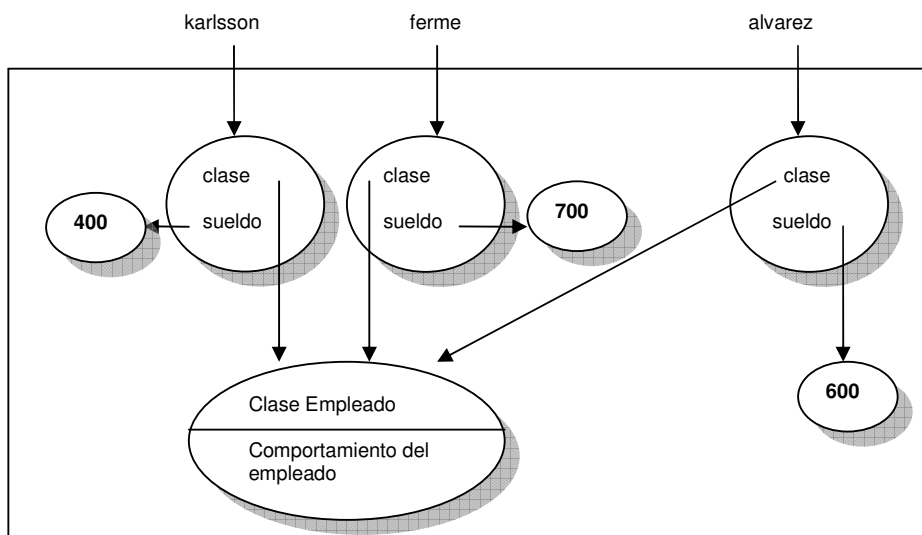 karlsson
ferme
alvarez
clase
sueldo
400
clase
sueldo
700
clase
sueldo
600
Clase Empleado
Comportamiento del
empleado